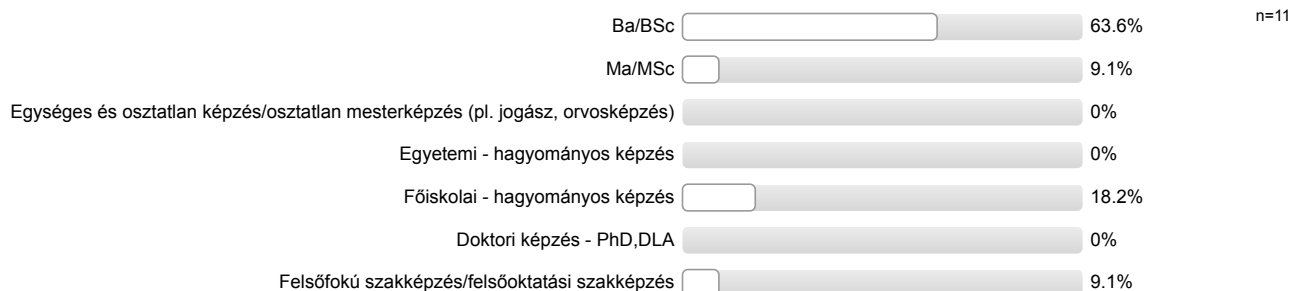 n=11
Ba/BSc 63.6%
Ma/MSc 9.1%
Egységes és osztatlan képzés/osztatlan mesterképzés (pl. jogász, orvosképzés) 0%
Egyetemi - hagyományos képzés 0%
Főiskolai - hagyományos képzés 18.2%
Doktori képzés - PhD,DLA 0%
Felsőfokú szakképzés/felsőoktatási szakképzés 9.1%